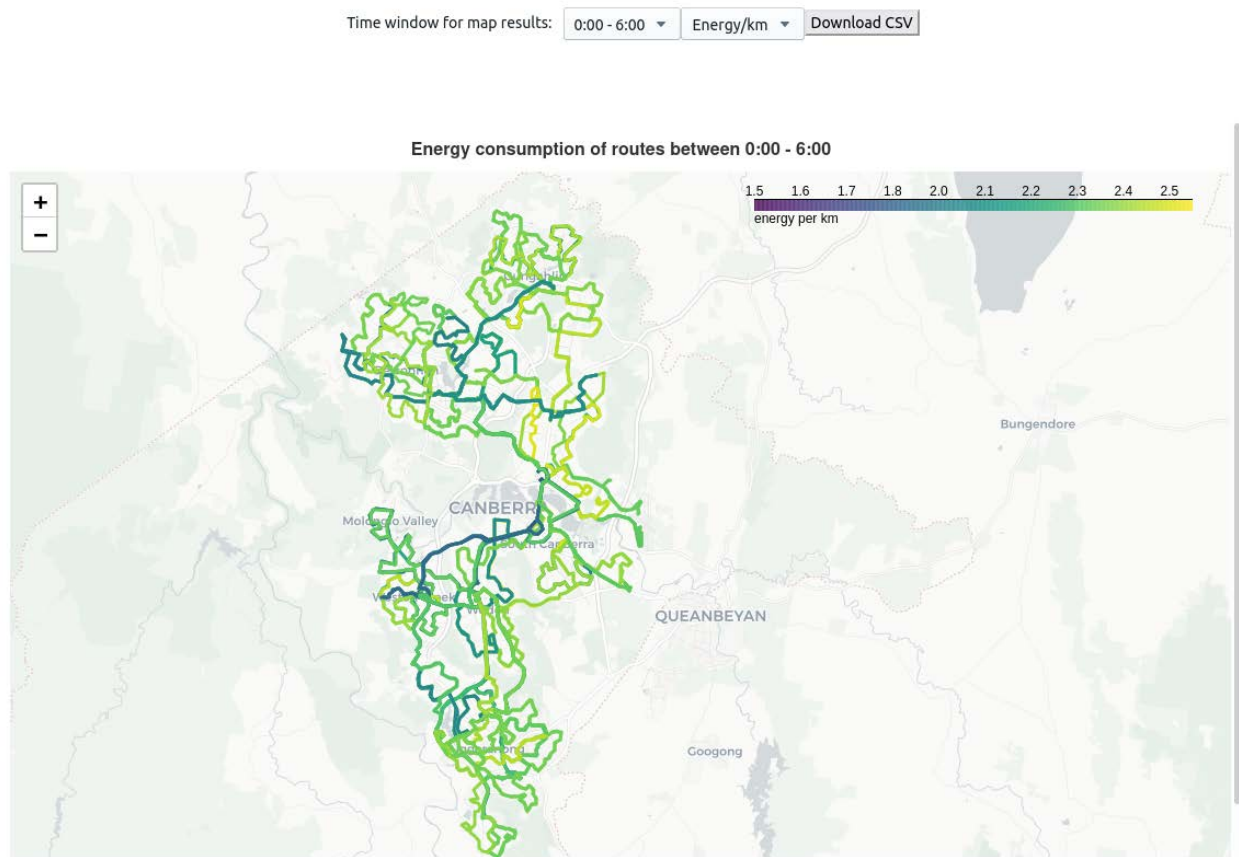 Time window for map results: 0:00 - 6:00 Energy/km Download CSV
Energy consumption of routes between 0:00 - 6:00
+
−
1.5 1.6 1.7 1.8 2.0 2.1 2.2 2.3 2.4 2.5
energy per km
Bungendore
CANBERR
Molonglo Valley
South Canberra
QUEANBEYAN
Googong